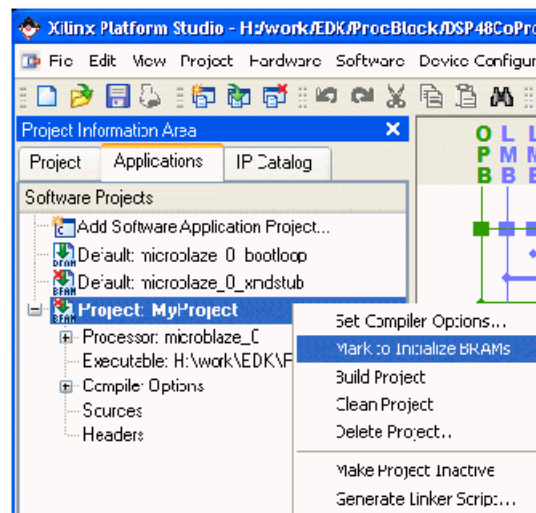 Xilinx Platform Studio - H:/work/EDK/ProcBlock/DSP48CoPro
File Edit View Project Hardware Software Device Configur
Project Information Area
Project Applications IP Catalog
O L L
P M M
B B B
Software Projects
Add Software Application Project...
Default: microblaze_0_bootloop
Default: microblaze_0_xmdstub
Project: MyProject
Processor: microblaze_0
Executable: H:\work\EDK\F
Compiler Options
Sources
Headers
Set Compiler Options...
Mark to Initialize BRAMs
Build Project
Clean Project
Delete Project...
Make Project Inactive
Generate Linker Script...